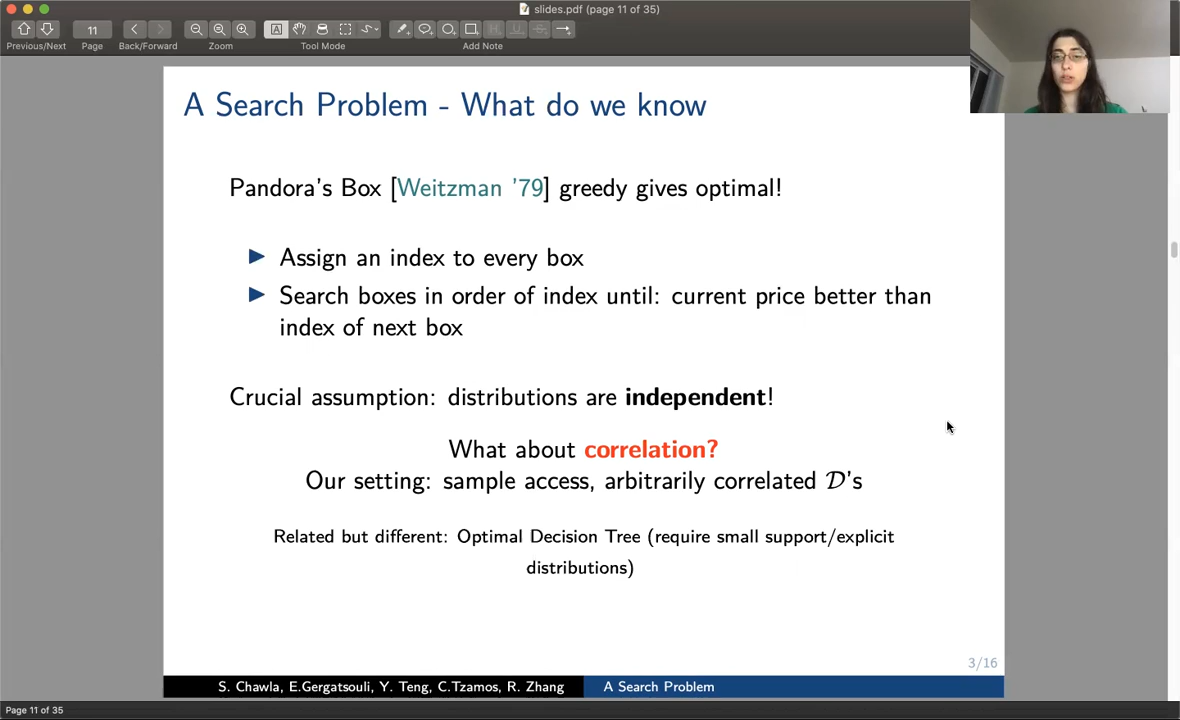 slides.pdf (page 11 of 35)
11
Previous/Next
Page
Back/Forward
Zoom
Tool Mode
Add Note
A Search Problem - What do we know
Pandora's Box [Weitzman '79] greedy gives optimal!
▶ Assign an index to every box
▶ Search boxes in order of index until: current price better than
index of next box
Crucial assumption: distributions are independent!
What about correlation?
Our setting: sample access, arbitrarily correlated 𝒟's
Related but different: Optimal Decision Tree (require small support/explicit
distributions)
3/16
S. Chawla, E.Gergatsouli, Y. Teng, C.Tzamos, R. Zhang
A Search Problem
Page 11 of 35